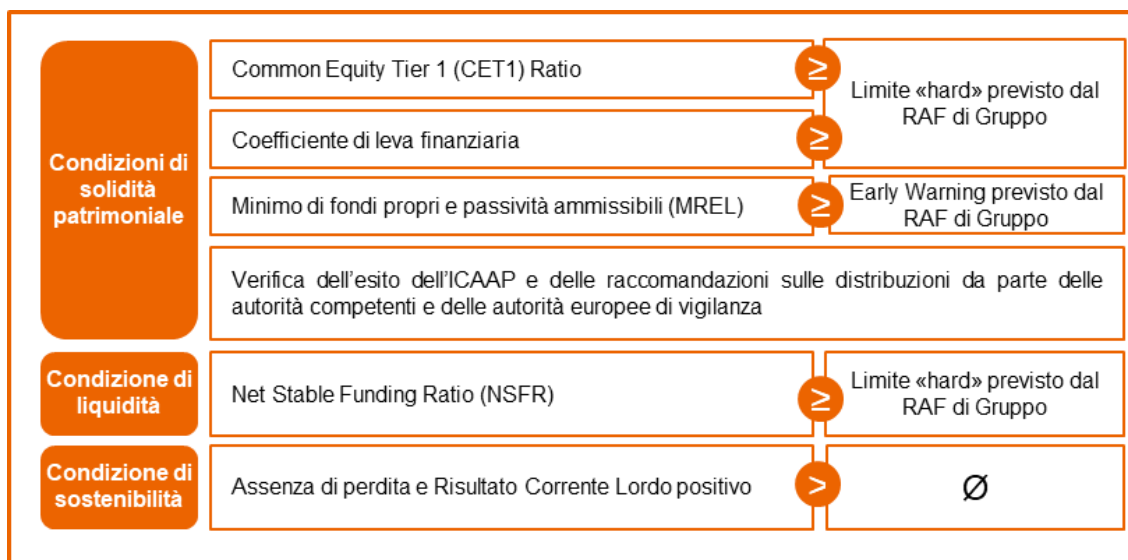 Condizioni di
solidità
patrimoniale
Common Equity Tier 1 (CET1) Ratio
≥
Coefficiente di leva finanziaria
≥
Limite «hard» previsto dal
RAF di Gruppo
Minimo di fondi propri e passività ammissibili (MREL)
≥
Early Warning previsto dal
RAF di Gruppo
Verifica dell'esito dell'ICAAP e delle raccomandazioni sulle distribuzioni da parte delle
autorità competenti e delle autorità europee di vigilanza
Condizione di
liquidità
Net Stable Funding Ratio (NSFR)
≥
Limite «hard» previsto dal
RAF di Gruppo
Condizione di
sostenibilità
Assenza di perdita e Risultato Corrente Lordo positivo
>
Ø